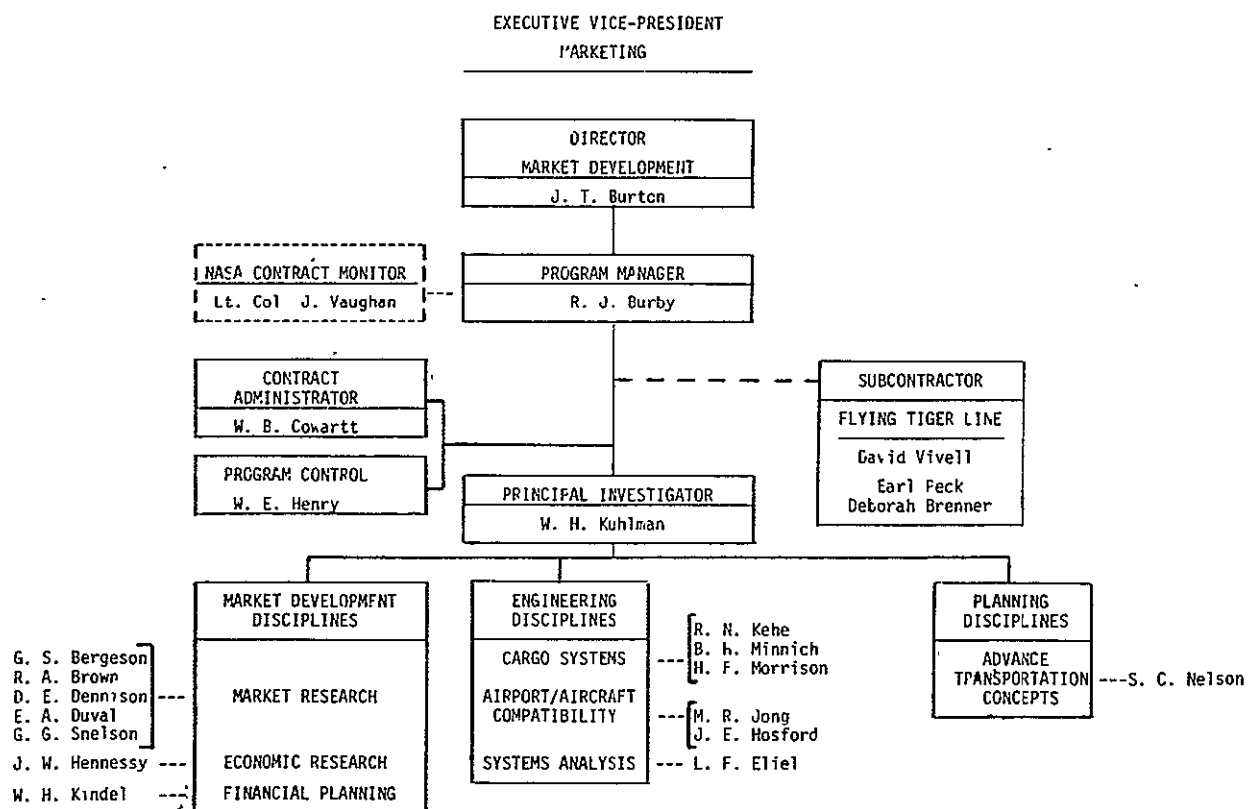 EXECUTIVE VICE-PRESIDENT
MARKETING
DIRECTOR
MARKET DEVELOPMENT
J. T. Burton
NASA CONTRACT MONITOR
Lt. Col J. Vaughan
PROGRAM MANAGER
R. J. Burby
CONTRACT
ADMINISTRATOR
W. B. Cowartt
PROGRAM CONTROL
W. E. Henry
SUBCONTRACTOR
FLYING TIGER LINE
David Vivell
Earl Peck
Deborah Brenner
PRINCIPAL INVESTIGATOR
W. H. Kuhlman
MARKET DEVELOPMENT
DISCIPLINES
G. S. Bergeson
R. A. Brown
D. E. Dennison
E. A. Duval
G. G. Snelson
MARKET RESEARCH
J. W. Hennessy
ECONOMIC RESEARCH
W. H. Kindel
FINANCIAL PLANNING
ENGINEERING
DISCIPLINES
CARGO SYSTEMS
R. N. Kehe
B. h. Minnich
H. F. Morrison
AIRPORT/AIRCRAFT
COMPATIBILITY
M. R. Jong
J. E. Hosford
SYSTEMS ANALYSIS
L. F. Eliel
PLANNING
DISCIPLINES
ADVANCE
TRANSPORTATION
CONCEPTS
S. C. Nelson